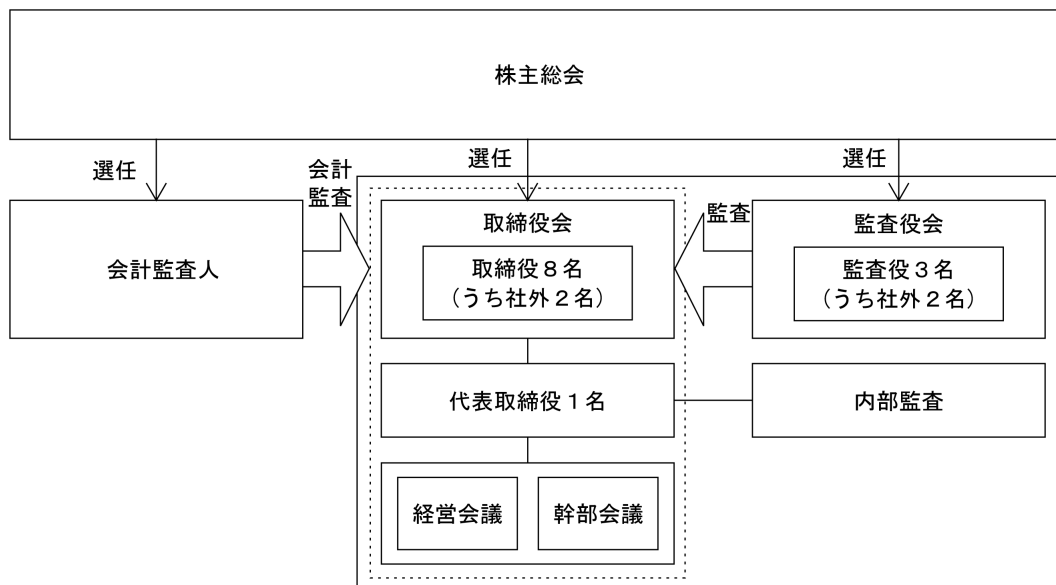 株主総会
選任
選任
選任
会計
監査
監査
会計監査人
取締役会
取締役８名
（うち社外２名）
監査役会
監査役３名
（うち社外２名）
代表取締役１名
内部監査
経営会議
幹部会議